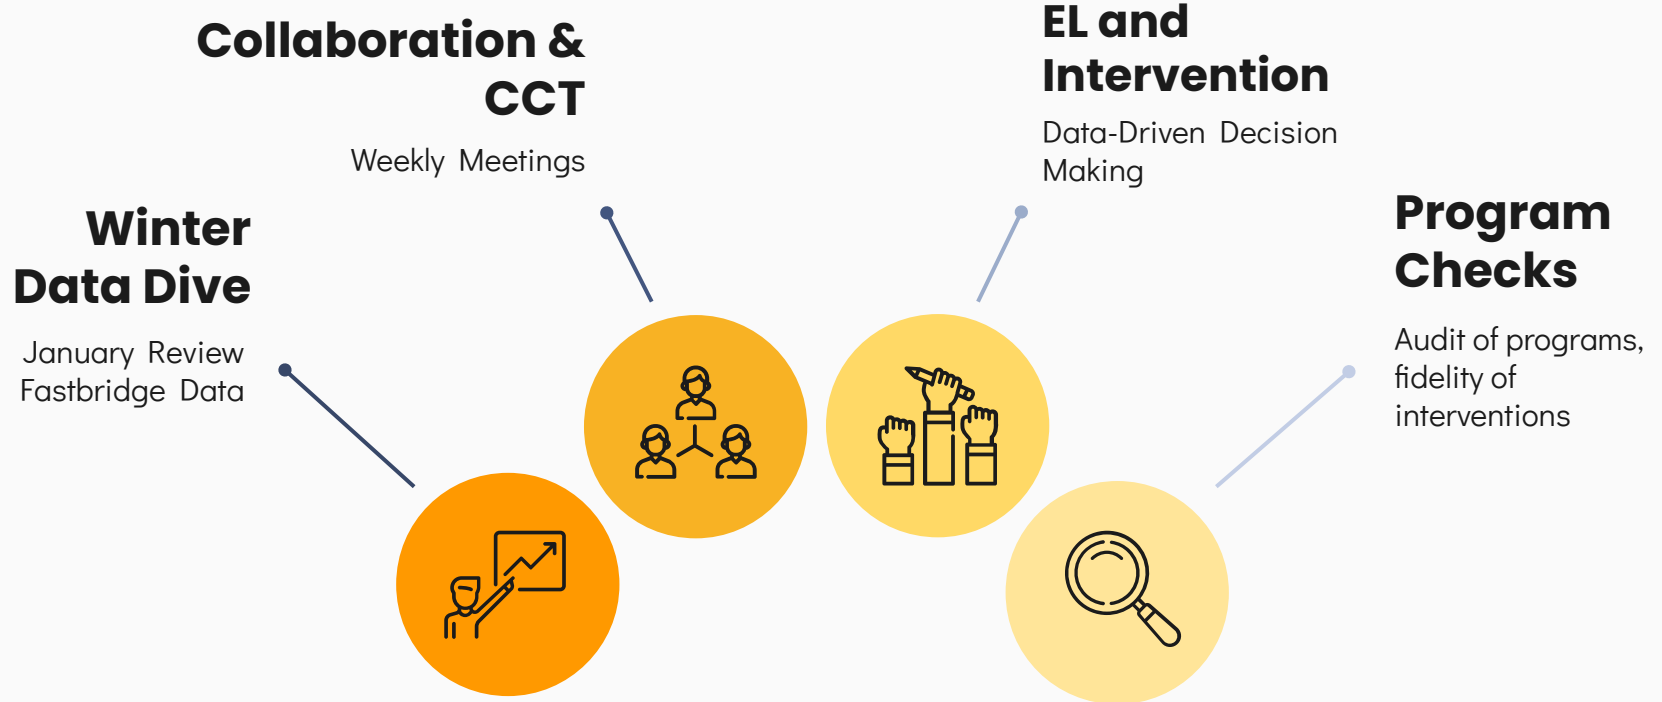 Winter
Data Dive
January Review
Fastbridge Data
Collaboration &
CCT
Weekly Meetings
EL and
Intervention
Data-Driven Decision
Making
Program
Checks
Audit of programs,
fidelity of
interventions